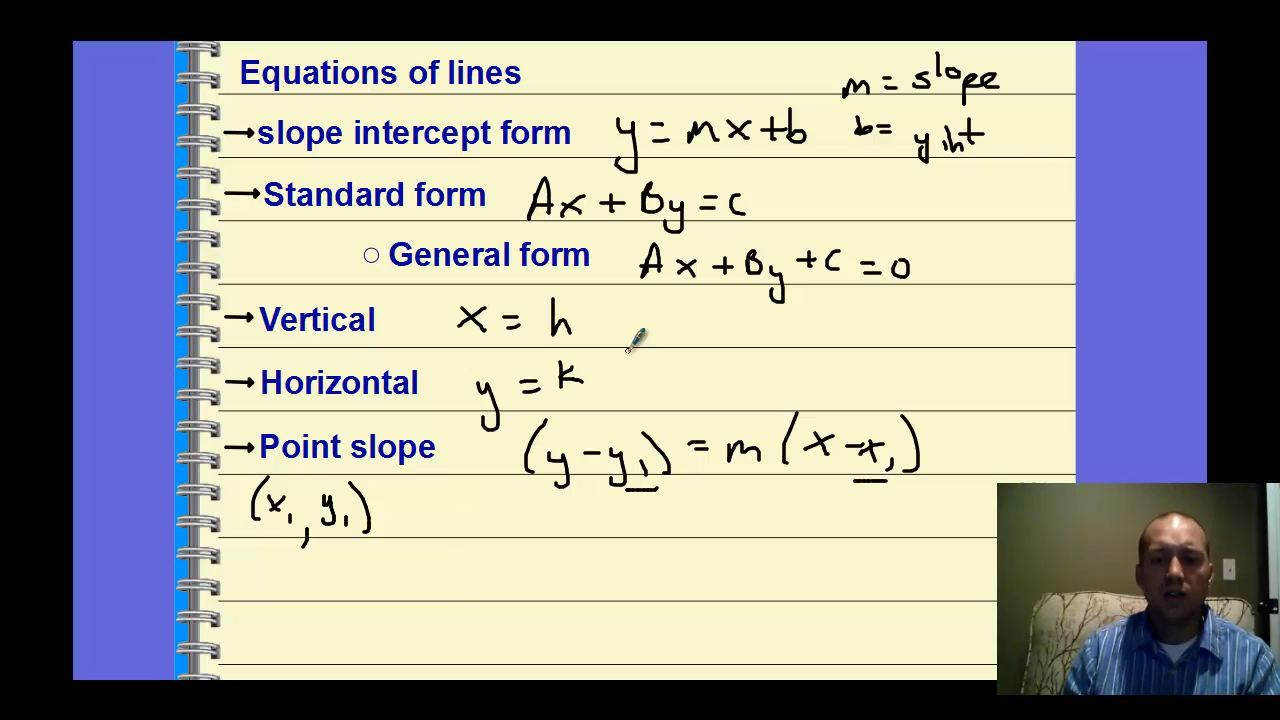 Equations of lines m = slope
→ slope intercept form y = mx + b b = y int
→ Standard form Ax + By = C
○ General form Ax + By + C = 0
→ Vertical x = h
→ Horizontal y = k
→ Point slope (y - y₁) = m (x - x₁)
(x₁, y₁)